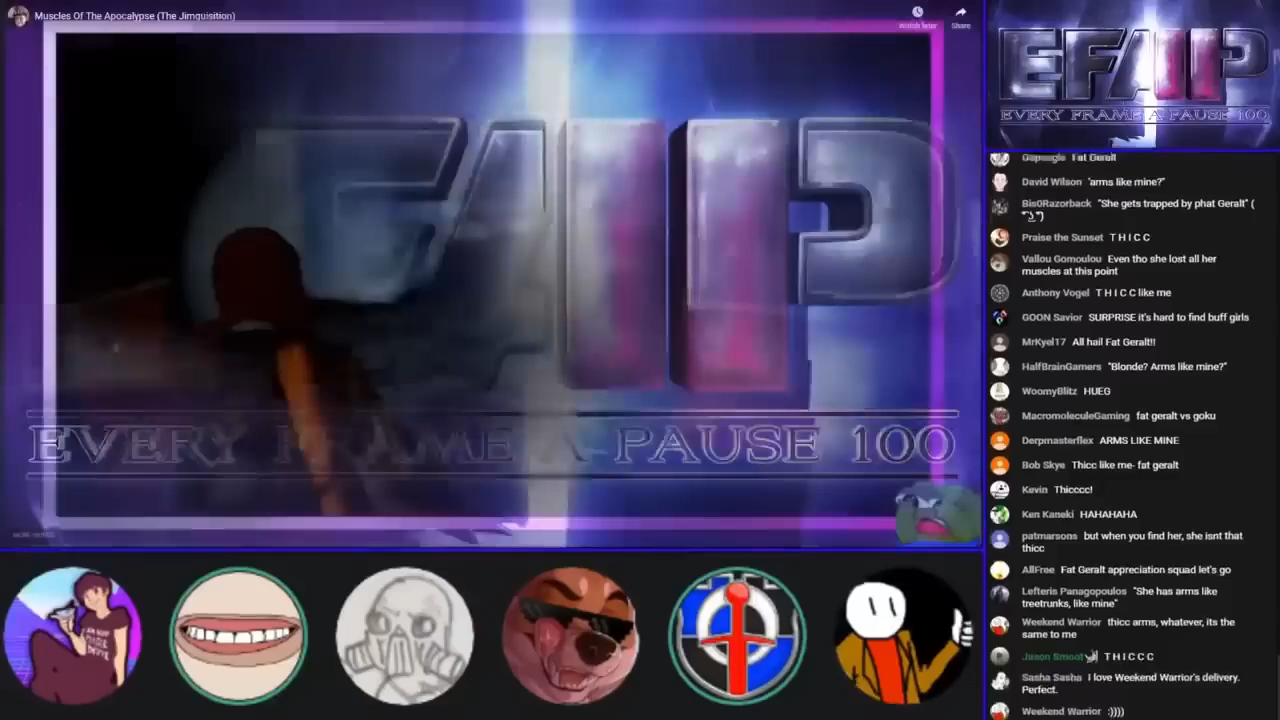 Muscles Of The Apocalypse (The Jimquisition)
Watch later
Share
EFAP
EVERY FRAME A PAUSE 100
EFAP
EVERY FRAME A PAUSE 100
Fat Geralt
David Wilson "arms like mine?"
Bis0Razorback "She gets trapped by phat Geralt" (
Praise the Sunset T H I C C
Vallou Gomoulou Even tho she lost all her
muscles at this point
Anthony Vogel T H I C C like me
GOON Savior SURPRISE it's hard to find buff girls
MrKyel17 All hail Fat Geralt!!
HalfBrainGamers "Blonde? Arms like mine?"
WoomyBlitz HUEG
MacromoleculeGaming fat geralt vs goku
Derpmasterflex ARMS LIKE MINE
Bob Skye Thicc like me- fat geralt
Kevin Thicccc!
Ken Kaneki HAHAHAHA
patmarsons but when you find her, she isnt that
thicc
AllFree Fat Geralt appreciation squad let's go
Lefteris Panagopoulos "She has arms like
treetrunks, like mine"
Weekend Warrior thicc arms, whatever, its the
same to me
Jason Smoot T H I C C C
Sasha Sasha I love Weekend Warrior's delivery.
Perfect.
Weekend Warrior :))))